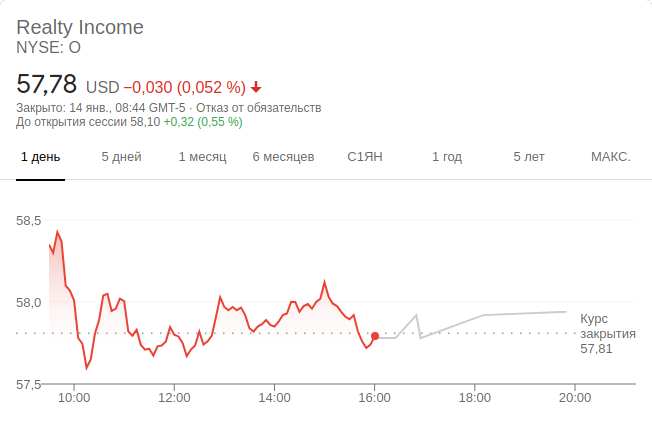 Realty Income
NYSE: O
57,78 USD −0,030 (0,052 %)
Закрыто: 14 янв., 08:44 GMT-5 · Отказ от обязательств
До открытия сессии 58,10 +0,32 (0,55 %)
1 день 5 дней 1 месяц 6 месяцев С1ЯН 1 год 5 лет МАКС.
58,5
58,0
Курс
закрытия
57,81
57,5
10:00 12:00 14:00 16:00 18:00 20:00